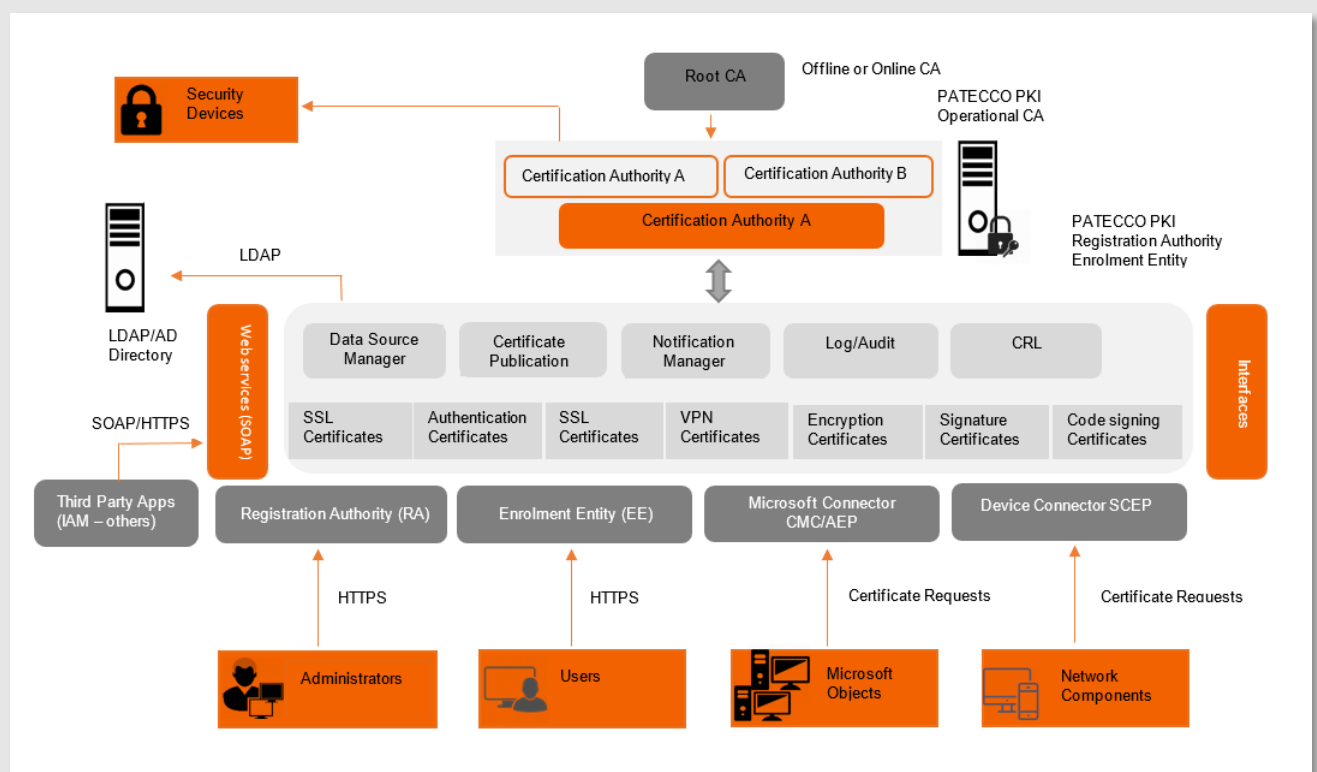 Root CA
Offline or Online CA
Security
Devices
PATECCO PKI
Operational CA
Certification Authority A
Certification Authority B
Certification Authority A
PATECCO PKI
Registration Authority
Enrolment Entity
LDAP
LDAP/AD
Directory
Web services (SOAP)
Data Source
Manager
Certificate
Publication
Notification
Manager
Log/Audit
CRL
Interfaces
SOAP/HTTPS
SSL
Certificates
Authentication
Certificates
SSL
Certificates
VPN
Certificates
Encryption
Certificates
Signature
Certificates
Code signing
Certificates
Third Party Apps
(IAM – others)
Registration Authority (RA)
Enrolment Entity (EE)
Microsoft Connector
CMC/AEP
Device Connector SCEP
HTTPS
HTTPS
Certificate Requests
Certificate Requests
Administrators
Users
Microsoft
Objects
Network
Components